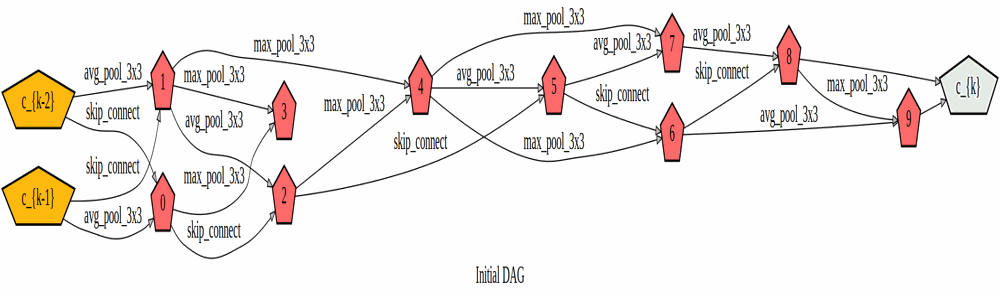 max_pool_3x3
avg_pool_3x3
7
avg_pool_3x3
max_pool_3x3
8
avg_pool_3x3
1
max_pool_3x3
4
avg_pool_3x3
5
skip_connect
max_pool_3x3
c_{k}
c_{k-2}
skip_connect
avg_pool_3x3
3
max_pool_3x3
skip_connect
6
avg_pool_3x3
9
skip_connect
max_pool_3x3
skip_connect
max_pool_3x3
c_{k-1}
avg_pool_3x3
0
skip_connect
2
Initial DAG